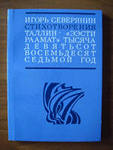 ИГОРЬ СЕВЕРЯНИН
СТИХОТВОРЕНИЯ
ТАЛЛИН · «ЭЭСТИ
РААМАТ» ТЫСЯЧА
ДЕВЯТЬСОТ
ВОСЕМЬДЕСЯТ
СЕДЬМОЙ ГОД